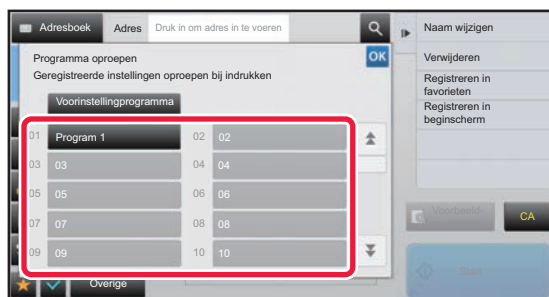 Adresboek
Adres
Druk in om adres in te voeren
Naam wijzigen
Programma oproepen
OK
Verwijderen
Geregistreerde instellingen oproepen bij indrukken
Registreren in
favorieten
Voorinstellingprogramma
Registreren in
beginscherm
01 Program 1
02 02
03 03
04 04
05 05
06 06
07 07
08 08
Voorbeeld-
CA
09 09
10 10
Start
Overige